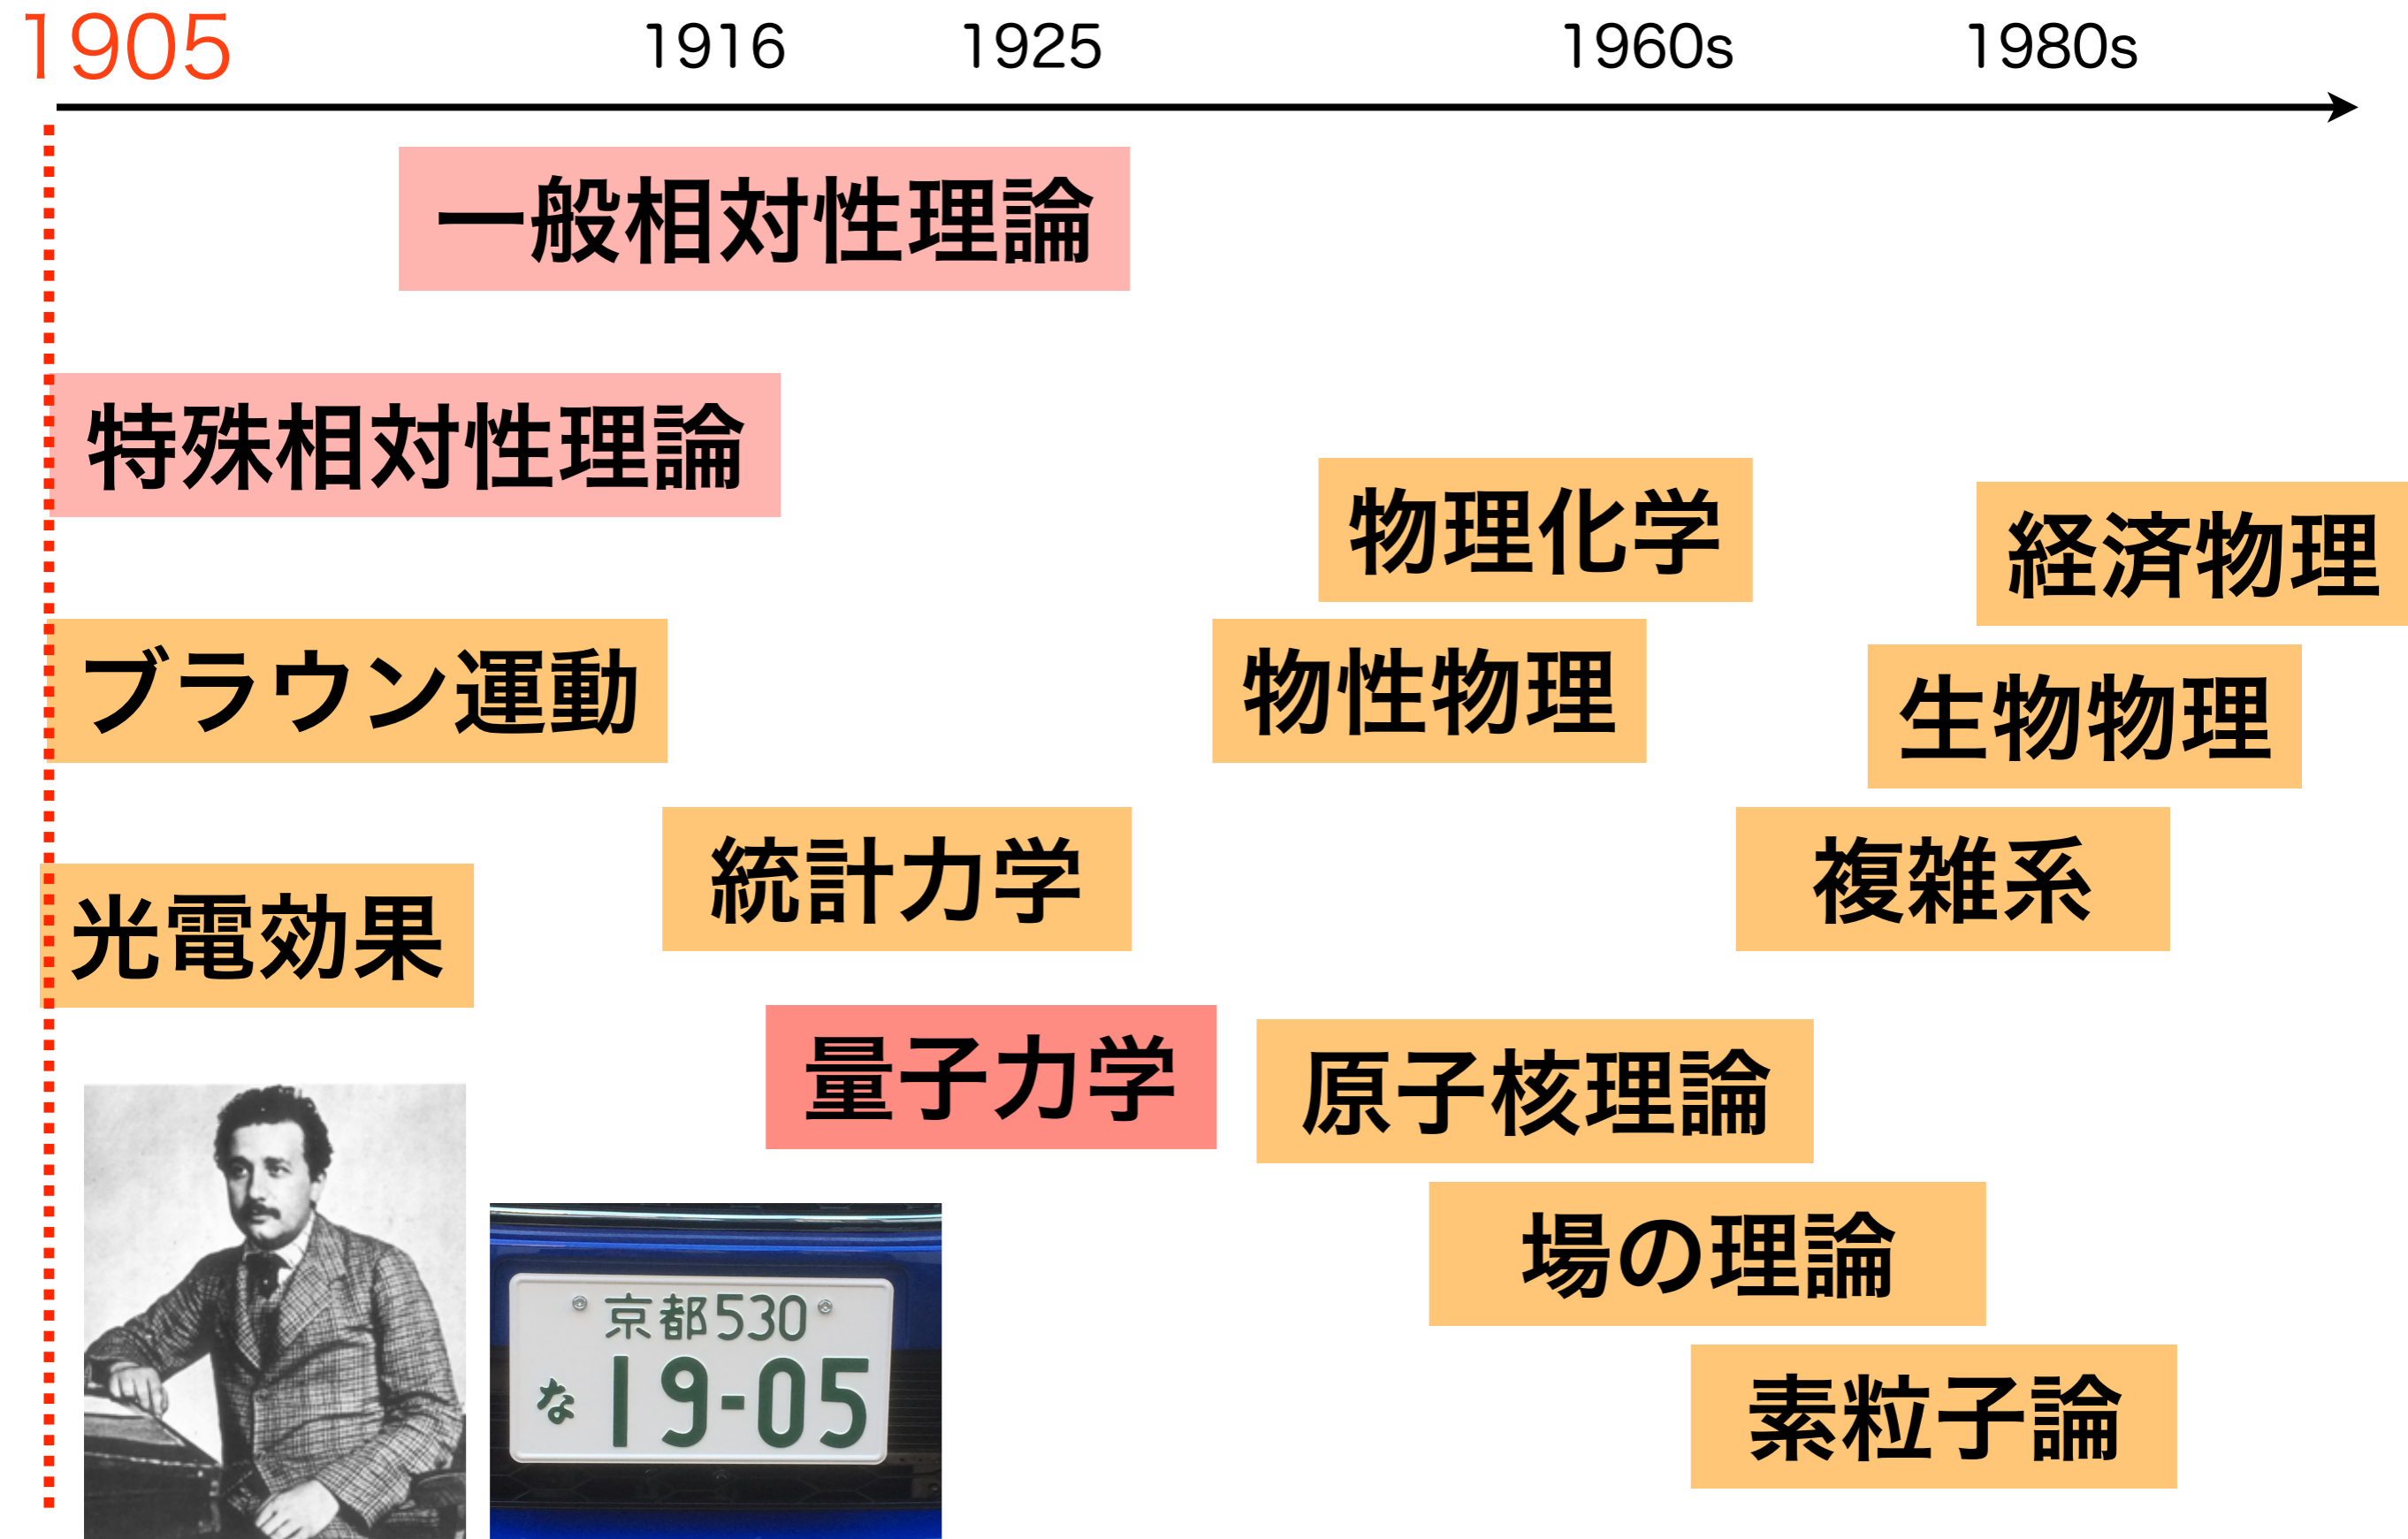 1905
1916
1925
1960s
1980s
一般相対性理論
特殊相対性理論
物理化学
経済物理
ブラウン運動
物性物理
生物物理
統計力学
複雑系
光電効果
量子力学
原子核理論
場の理論
素粒子論
京都530
な 19-05